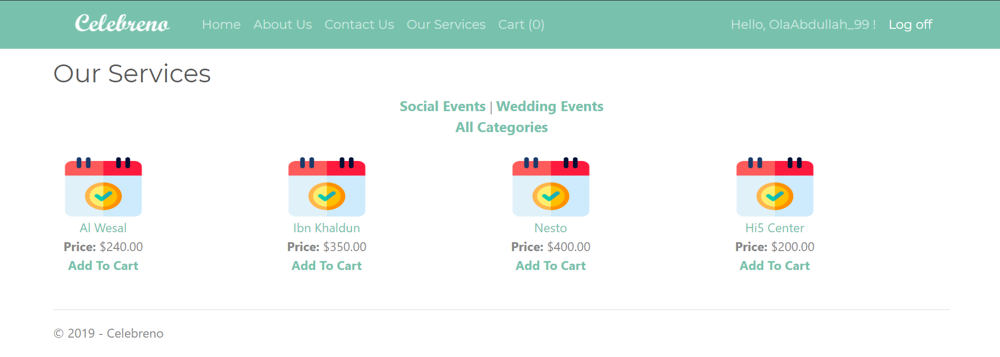 Celebreno Home About Us Contact Us Our Services Cart (0) Hello, OlaAbdullah_99 ! Log off
Our Services
Social Events | Wedding Events
All Categories
Al Wesal
Price: $240.00
Add To Cart
Ibn Khaldun
Price: $350.00
Add To Cart
Nesto
Price: $400.00
Add To Cart
Hi5 Center
Price: $200.00
Add To Cart
© 2019 - Celebreno